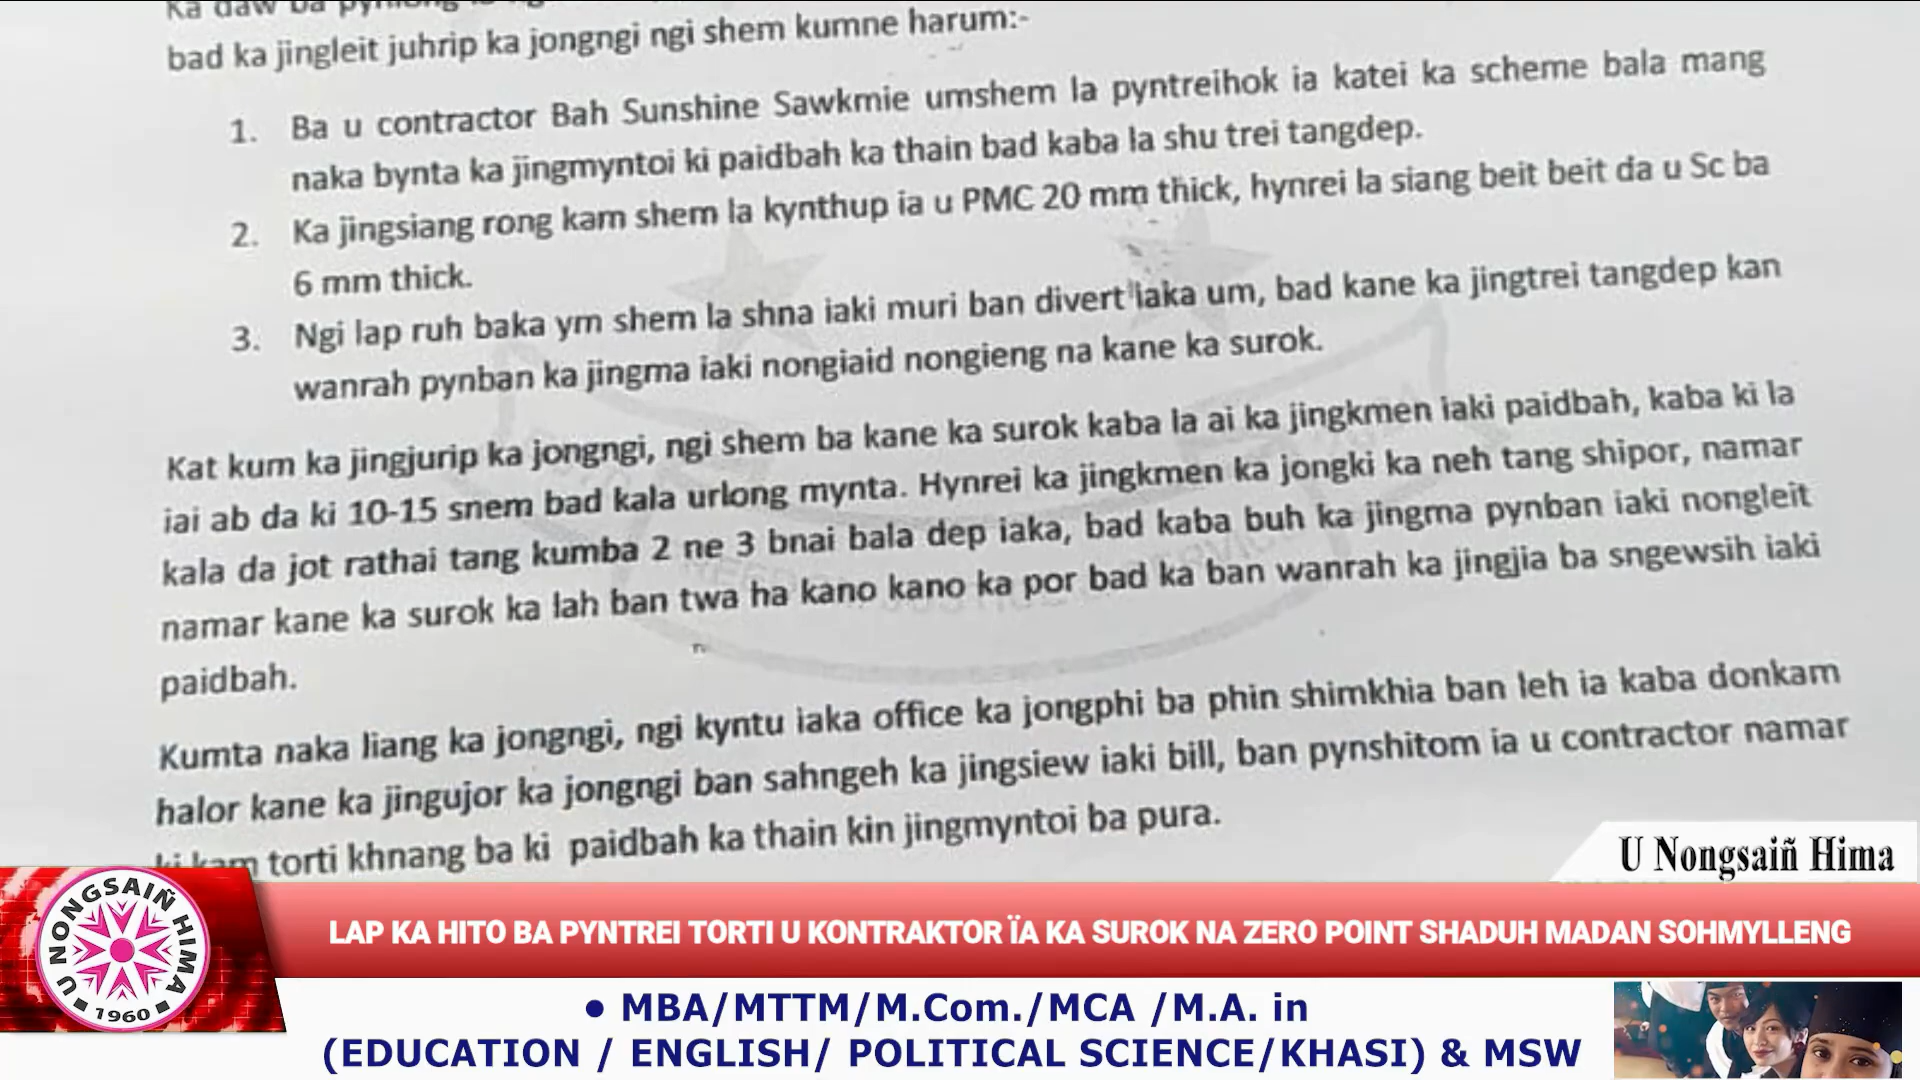 bad ka jingleit juhrip ka jongngi ngi shem kumne harum:-
1. Ba u contractor Bah Sunshine Sawkmie umshem la pyntreihok ia katei ka scheme bala mang
naka bynta ka jingmyntoi ki paidbah ka thain bad kaba la shu trei tangdep.
2. Ka jingsiang rong kam shem la kynthup ia u PMC 20 mm thick, hynrei la siang beit beit da u Sc ba
6 mm thick.
3. Ngi lap ruh baka ym shem la shna iaki muri ban divert iaka um, bad kane ka jingtrei tangdep kan
wanrah pynban ka jingma iaki nongiaid nongieng na kane ka surok.
Kat kum ka jingjurip ka jongngi, ngi shem ba kane ka surok kaba la ai ka jingkmen iaki paidbah, kaba ki la
iai ab da ki 10-15 snem bad kala urlong mynta. Hynrei ka jingkmen ka jongki ka neh tang shipor, namar
kala da jot rathai tang kumba 2 ne 3 bnai bala dep iaka, bad kaba buh ka jingma pynban iaki nongleit
namar kane ka surok ka lah ban twa ha kano kano ka por bad ka ban wanrah ka jingjia ba sngewsih iaki
paidbah.
Kumta naka liang ka jongngi, ngi kyntu iaka office ka jongphi ba phin shimkhia ban leh ia kaba donkam
halor kane ka jingujor ka jongngi ban sahngeh ka jingsiew iaki bill, ban pynshitom ia u contractor namar
ki kam torti khnang ba ki paidbah ka thain kin jingmyntoi ba pura.
U Nongsaiñ Hima
U NONGSAIÑ HIMA
1960
LAP KA HITO BA PYNTREI TORTI U KONTRAKTOR ÏA KA SUROK NA ZERO POINT SHADUH MADAN SOHMYLLENG
• MBA/MTTM/M.Com./MCA /M.A. in
(EDUCATION / ENGLISH/ POLITICAL SCIENCE/KHASI) & MSW